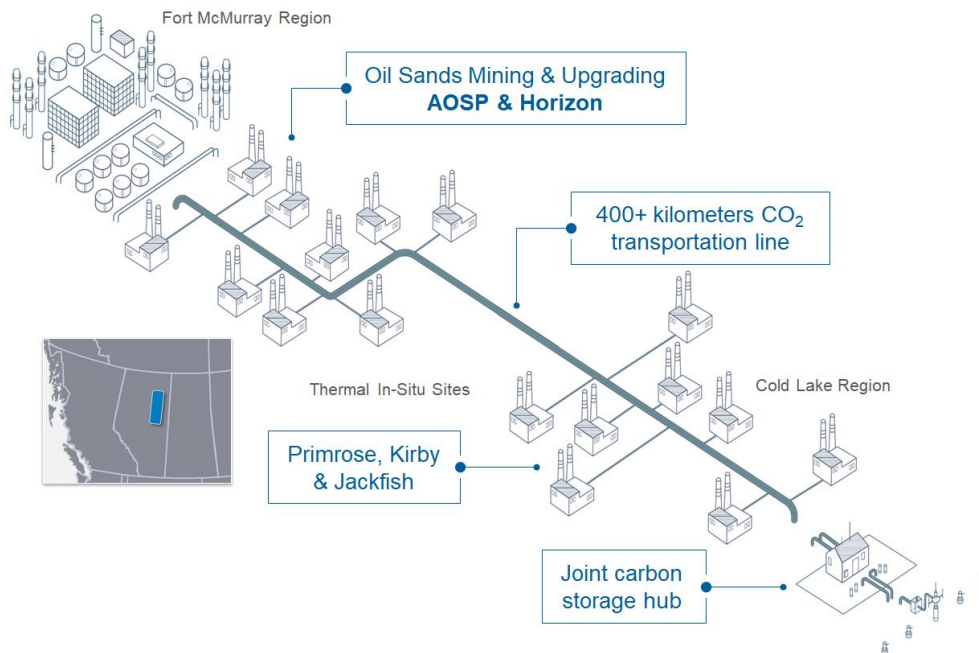 Fort McMurray Region
Oil Sands Mining & Upgrading
AOSP & Horizon
400+ kilometers CO₂
transportation line
Thermal In-Situ Sites
Cold Lake Region
Primrose, Kirby
& Jackfish
Joint carbon
storage hub